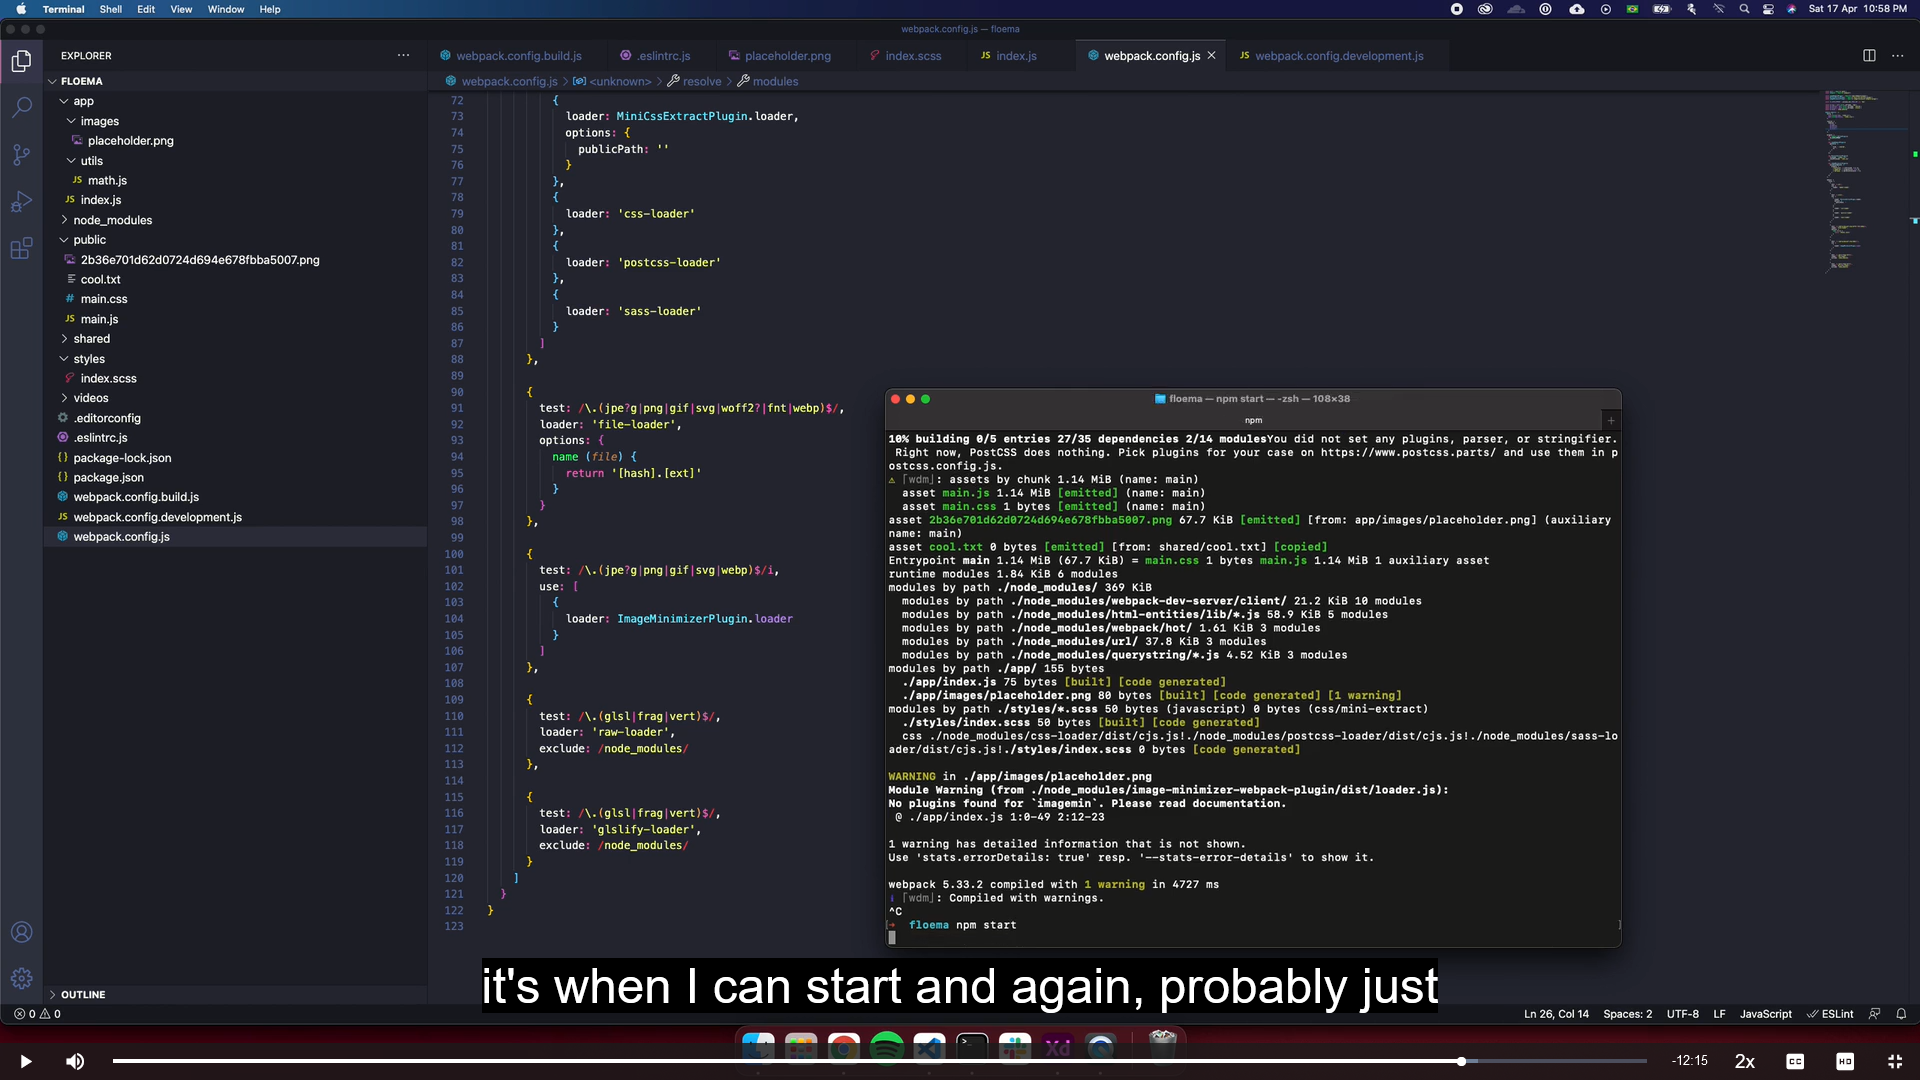 Terminal Shell Edit View Window Help Sat 17 Apr 10:58 PM
webpack.config.js — floema
EXPLORER
FLOEMA
app
images
placeholder.png
utils
math.js
index.js
node_modules
public
2b36e701d62d0724d694e678fbba5007.png
cool.txt
main.css
main.js
shared
styles
index.scss
videos
.editorconfig
.eslintrc.js
package-lock.json
package.json
webpack.config.build.js
webpack.config.development.js
webpack.config.js
OUTLINE
webpack.config.build.js .eslintrc.js placeholder.png index.scss index.js webpack.config.js webpack.config.development.js
webpack.config.js > <unknown> > resolve > modules
72 {
73 loader: MiniCssExtractPlugin.loader,
74 options: {
75 publicPath: ''
76 }
77 },
78 {
79 loader: 'css-loader'
80 },
81 {
82 loader: 'postcss-loader'
83 },
84 {
85 loader: 'sass-loader'
86 }
87 ]
88 },
89
90 {
91 test: /\.(jpe?g|png|gif|svg|woff2?|fnt|webp)$/,
92 loader: 'file-loader',
93 options: {
94 name (file) {
95 return '[hash].[ext]'
96 }
97 }
98 },
99
100 {
101 test: /\.(jpe?g|png|gif|svg|webp)$/i,
102 use: [
103 {
104 loader: ImageMinimizerPlugin.loader
105 }
106 ]
107 },
108
109 {
110 test: /\.(glsl|frag|vert)$/,
111 loader: 'raw-loader',
112 exclude: /node_modules/
113 },
114
115 {
116 test: /\.(glsl|frag|vert)$/,
117 loader: 'glslify-loader',
118 exclude: /node_modules/
119 }
120 ]
121 }
122 }
123
floema — npm start — -zsh — 108×38
npm
10% building 0/5 entries 27/35 dependencies 2/14 modulesYou did not set any plugins, parser, or stringifier.
Right now, PostCSS does nothing. Pick plugins for your case on https://www.postcss.parts/ and use them in p
ostcss.config.js.
⚠ ｢wdm｣: assets by chunk 1.14 MiB (name: main)
asset main.js 1.14 MiB [emitted] (name: main)
asset main.css 1 bytes [emitted] (name: main)
asset 2b36e701d62d0724d694e678fbba5007.png 67.7 KiB [emitted] [from: app/images/placeholder.png] (auxiliary
name: main)
asset cool.txt 0 bytes [emitted] [from: shared/cool.txt] [copied]
Entrypoint main 1.14 MiB (67.7 KiB) = main.css 1 bytes main.js 1.14 MiB 1 auxiliary asset
runtime modules 1.84 KiB 6 modules
modules by path ./node_modules/ 369 KiB
modules by path ./node_modules/webpack-dev-server/client/ 21.2 KiB 10 modules
modules by path ./node_modules/html-entities/lib/*.js 58.9 KiB 5 modules
modules by path ./node_modules/webpack/hot/ 1.61 KiB 3 modules
modules by path ./node_modules/url/ 37.8 KiB 3 modules
modules by path ./node_modules/querystring/*.js 4.52 KiB 3 modules
modules by path ./app/ 155 bytes
./app/index.js 75 bytes [built] [code generated]
./app/images/placeholder.png 80 bytes [built] [code generated] [1 warning]
modules by path ./styles/*.scss 50 bytes (javascript) 0 bytes (css/mini-extract)
./styles/index.scss 50 bytes [built] [code generated]
css ./node_modules/css-loader/dist/cjs.js!./node_modules/postcss-loader/dist/cjs.js!./node_modules/sass-lo
ader/dist/cjs.js!./styles/index.scss 0 bytes [code generated]
WARNING in ./app/images/placeholder.png
Module Warning (from ./node_modules/image-minimizer-webpack-plugin/dist/loader.js):
No plugins found for `imagemin`. Please read documentation.
@ ./app/index.js 1:0-49 2:12-23
1 warning has detailed information that is not shown.
Use 'stats.errorDetails: true' resp. '--stats-error-details' to show it.
webpack 5.33.2 compiled with 1 warning in 4727 ms
ℹ ｢wdm｣: Compiled with warnings.
^C
floema npm start
it's when I can start and again, probably just
0 0 Ln 26, Col 14 Spaces: 2 UTF-8 LF JavaScript ESLint
Xd
-12:15 2x CC HD